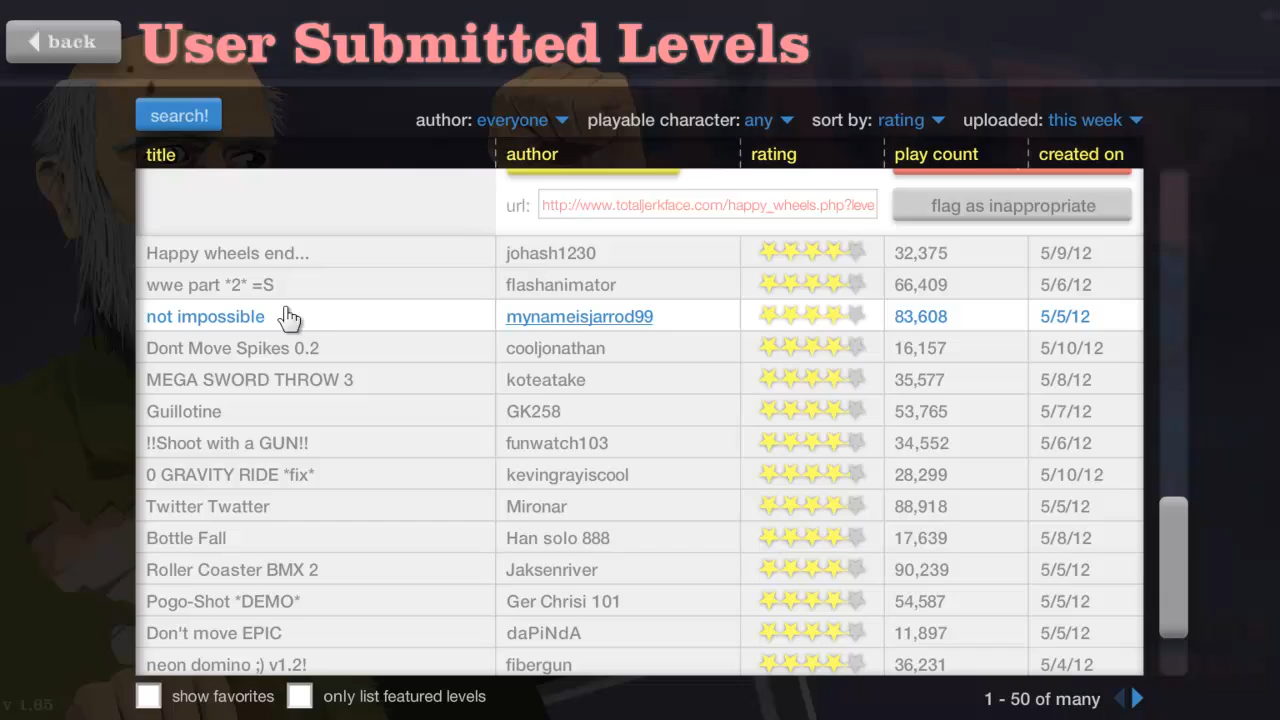 back
User Submitted Levels
search!
author: everyone playable character: any sort by: rating uploaded: this week
title author rating play count created on
url: http://www.totaljerkface.com/happy_wheels.php?leve flag as inappropriate
Happy wheels end... johash1230 32,375 5/9/12
wwe part *2* =S flashanimator 66,409 5/6/12
not impossible mynameisjarrod99 83,608 5/5/12
Dont Move Spikes 0.2 cooljonathan 16,157 5/10/12
MEGA SWORD THROW 3 koteatake 35,577 5/8/12
Guillotine GK258 53,765 5/7/12
!!Shoot with a GUN!! funwatch103 34,552 5/6/12
0 GRAVITY RIDE *fix* kevingrayiscool 28,299 5/10/12
Twitter Twatter Mironar 88,918 5/5/12
Bottle Fall Han solo 888 17,639 5/8/12
Roller Coaster BMX 2 Jaksenriver 90,239 5/5/12
Pogo-Shot *DEMO* Ger Chrisi 101 54,587 5/5/12
Don't move EPIC daPiNdA 11,897 5/5/12
neon domino ;) v1.2! fibergun 36,231 5/4/12
show favorites only list featured levels 1 - 50 of many
v 1.85